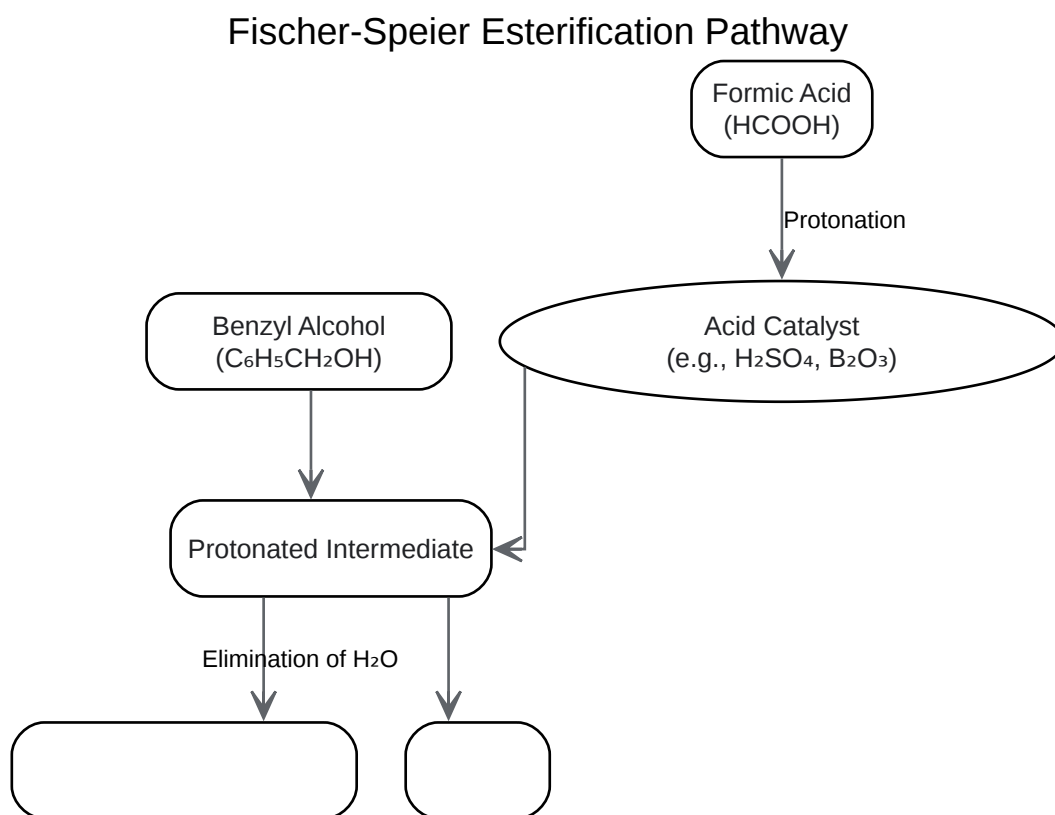 Fischer-Speier Esterification Pathway
Formic Acid
(HCOOH)
Protonation
Benzyl Alcohol
(C₆H₅CH₂OH)
Acid Catalyst
(e.g., H₂SO₄, B₂O₃)
Protonated Intermediate
Elimination of H₂O